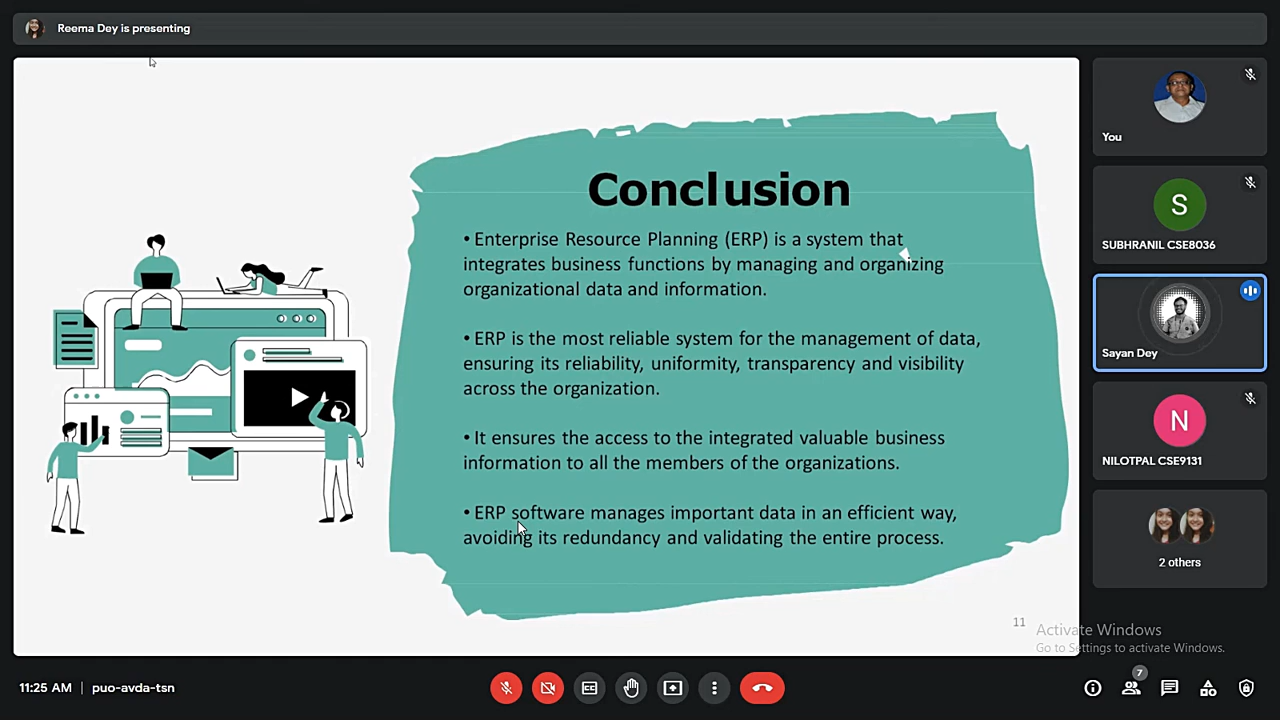 Reema Dey is presenting
Conclusion
• Enterprise Resource Planning (ERP) is a system that
integrates business functions by managing and organizing
organizational data and information.
• ERP is the most reliable system for the management of data,
ensuring its reliability, uniformity, transparency and visibility
across the organization.
• It ensures the access to the integrated valuable business
information to all the members of the organizations.
• ERP software manages important data in an efficient way,
avoiding its redundancy and validating the entire process.
11
You
S
SUBHRANIL CSE8036
Sayan Dey
N
NILOTPAL CSE9131
2 others
Activate Windows
Go to Settings to activate Windows.
11:25 AM | puo-avda-tsn
CC
7